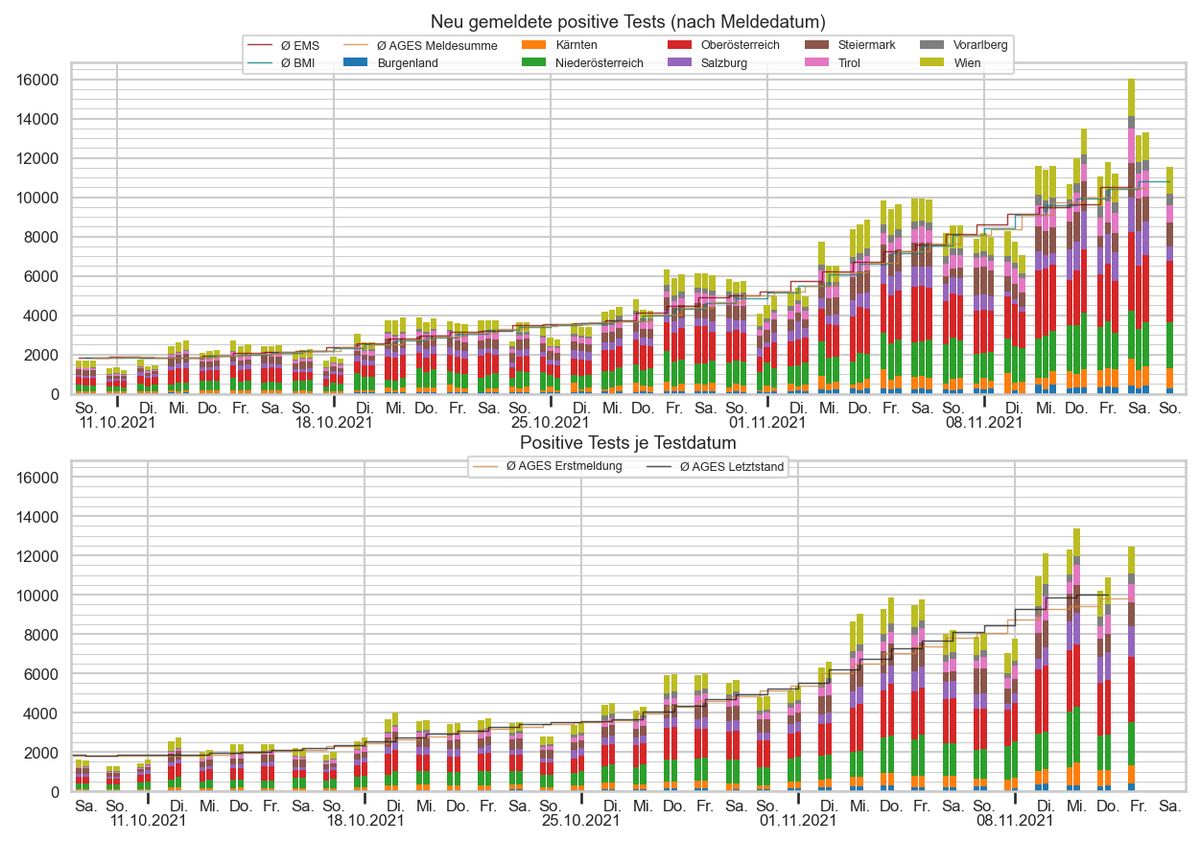 Neu gemeldete positive Tests (nach Meldedatum)
Ø EMS Ø AGES Meldesumme Kärnten Oberösterreich Steiermark Vorarlberg
Ø BMI Burgenland Niederösterreich Salzburg Tirol Wien
16000
14000
12000
10000
8000
6000
4000
2000
0
So. Di. Mi. Do. Fr. Sa. So. Di. Mi. Do. Fr. Sa. So. Di. Mi. Do. Fr. Sa. So. Di. Mi. Do. Fr. Sa. So. Di. Mi. Do. Fr. Sa. So.
11.10.2021 18.10.2021 25.10.2021 01.11.2021 08.11.2021
Positive Tests je Testdatum
Ø AGES Erstmeldung Ø AGES Letztstand
16000
14000
12000
10000
8000
6000
4000
2000
0
Sa. So. Di. Mi. Do. Fr. Sa. So. Di. Mi. Do. Fr. Sa. So. Di. Mi. Do. Fr. Sa. So. Di. Mi. Do. Fr. Sa. So. Di. Mi. Do. Fr. Sa.
11.10.2021 18.10.2021 25.10.2021 01.11.2021 08.11.2021